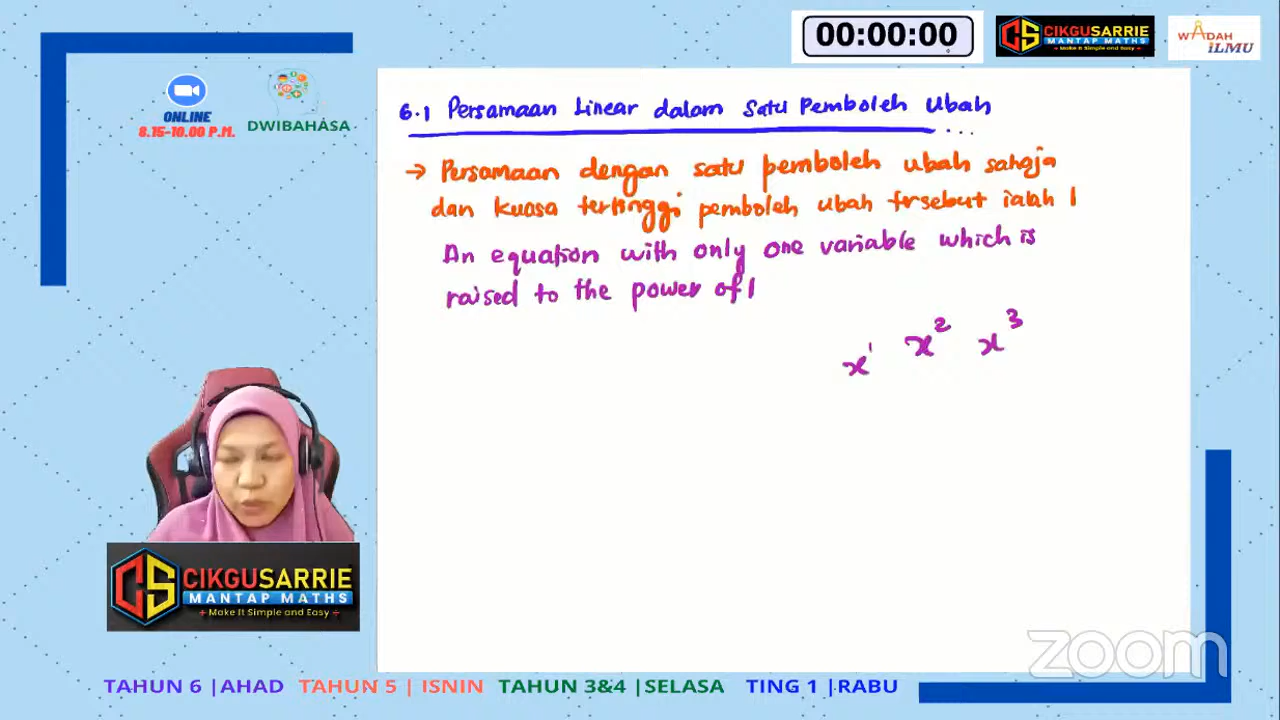 00:00:00
CS CIKGUSARRIE
MANTAP MATHS
Make It Simple and Easy
WADAH
ILMU
ONLINE
8.15-10.00 P.M.
DWIBAHASA
6.1 Persamaan Linear dalam Satu Pemboleh Ubah
→ Persamaan dengan satu pemboleh ubah sahaja
dan kuasa tertinggi pemboleh ubah tersebut ialah 1
An equation with only one variable which is
raised to the power of 1
x¹ x² x³
CS CIKGUSARRIE
MANTAP MATHS
+ Make It Simple and Easy +
zoom
TAHUN 6 |AHAD TAHUN 5 | ISNIN TAHUN 3&4 |SELASA TING 1 |RABU